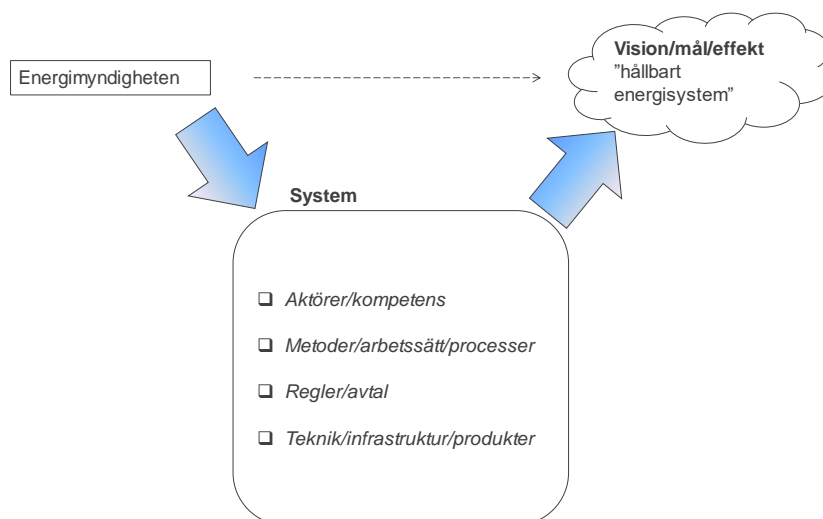 Vision/mål/effekt
”hållbart
energisystem”
Energimyndigheten
System
Aktörer/kompetens
Metoder/arbetssätt/processer
Regler/avtal
Teknik/infrastruktur/produkter